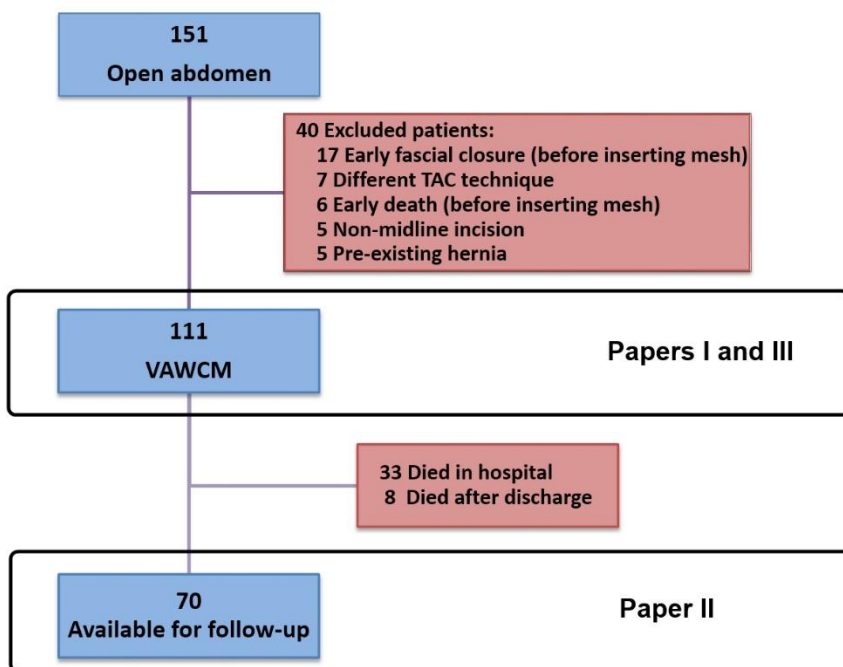 151
Open abdomen
40 Excluded patients:
17 Early fascial closure (before inserting mesh)
7 Different TAC technique
6 Early death (before inserting mesh)
5 Non-midline incision
5 Pre-existing hernia
111
VAWCM
Papers I and III
33 Died in hospital
8 Died after discharge
70
Available for follow-up
Paper II